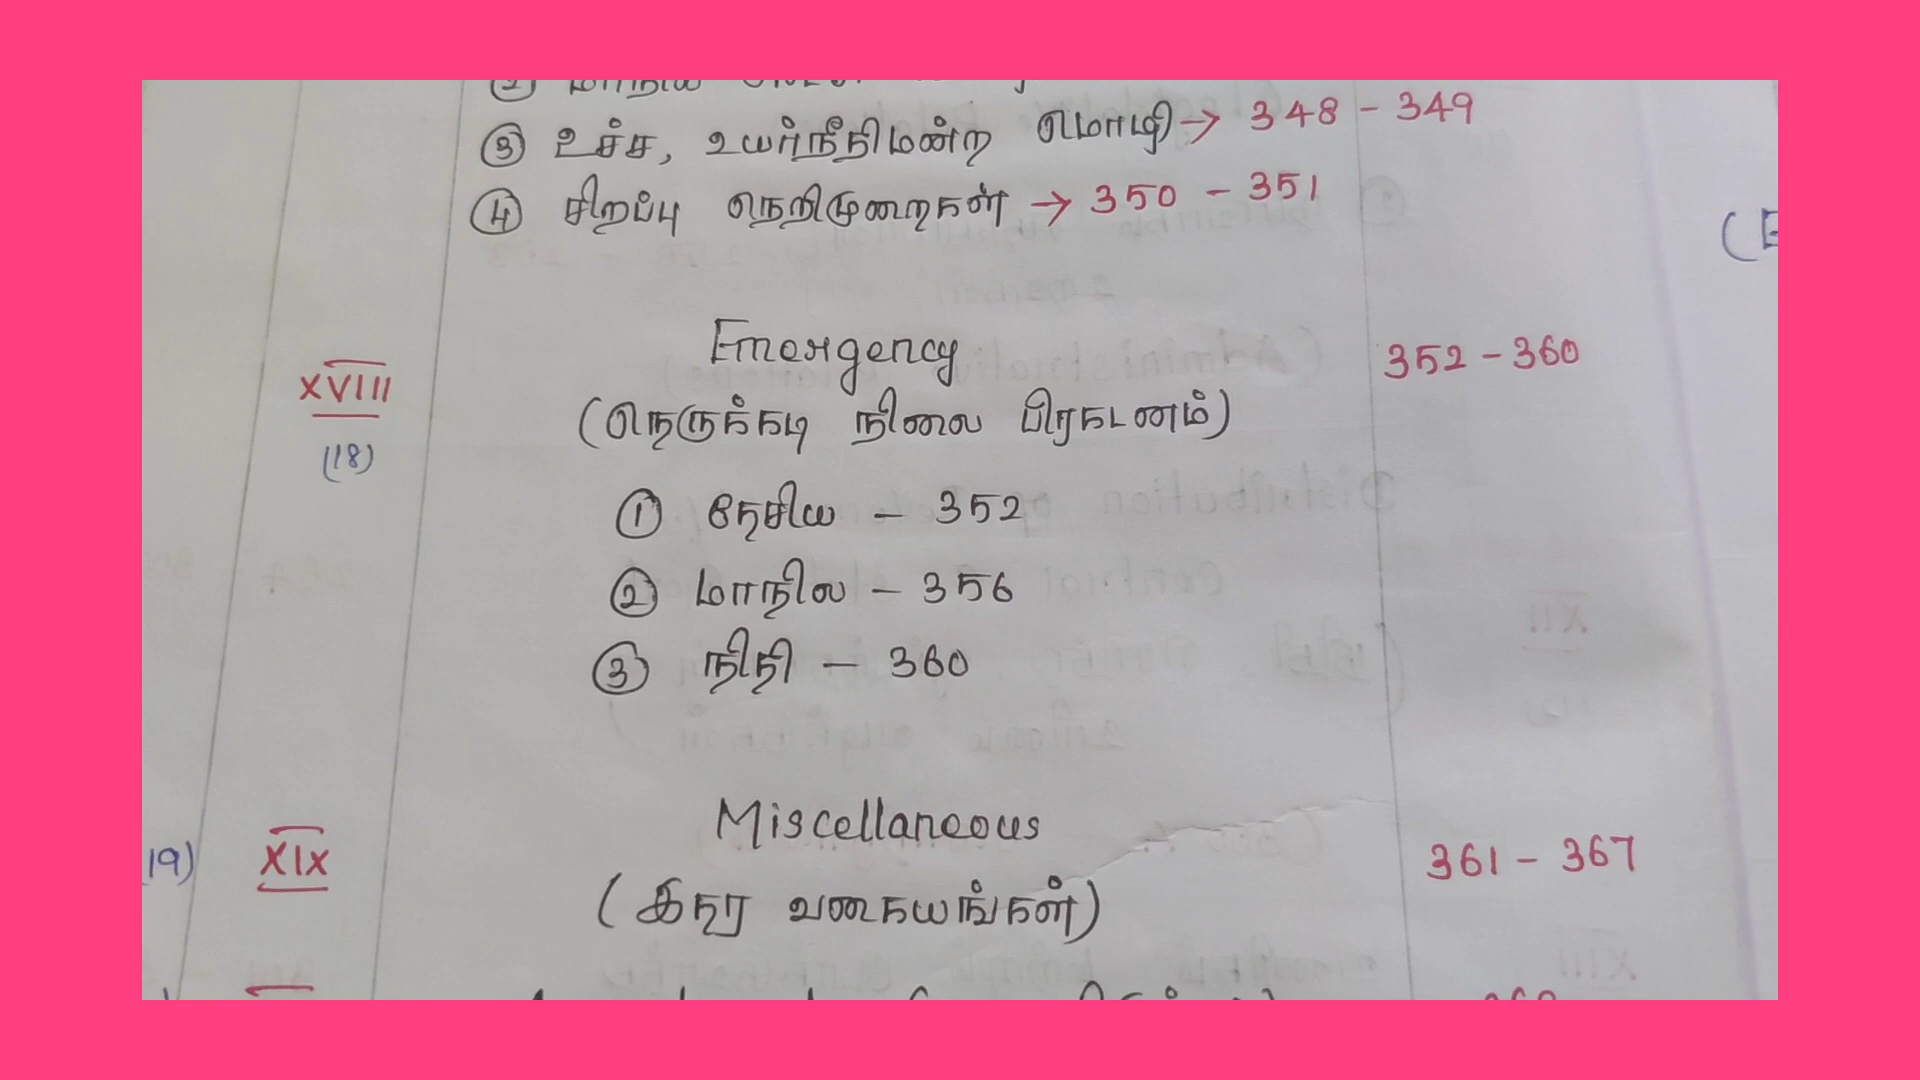 ② மாநில
③ உச்ச, உயர்நீதிமன்ற மொழி → 348 - 349
④ சிறப்பு நெறிமுறைகள் → 350 - 351
(E
XVIII
(18)
Emergency 352 - 360
(நெருக்கடி நிலை பிரகடனம்)
① தேசிய - 352
② மாநில - 356
③ நிதி - 360
19) XIX
Miscellaneous 361 - 367
(இதர வகையங்கள்)